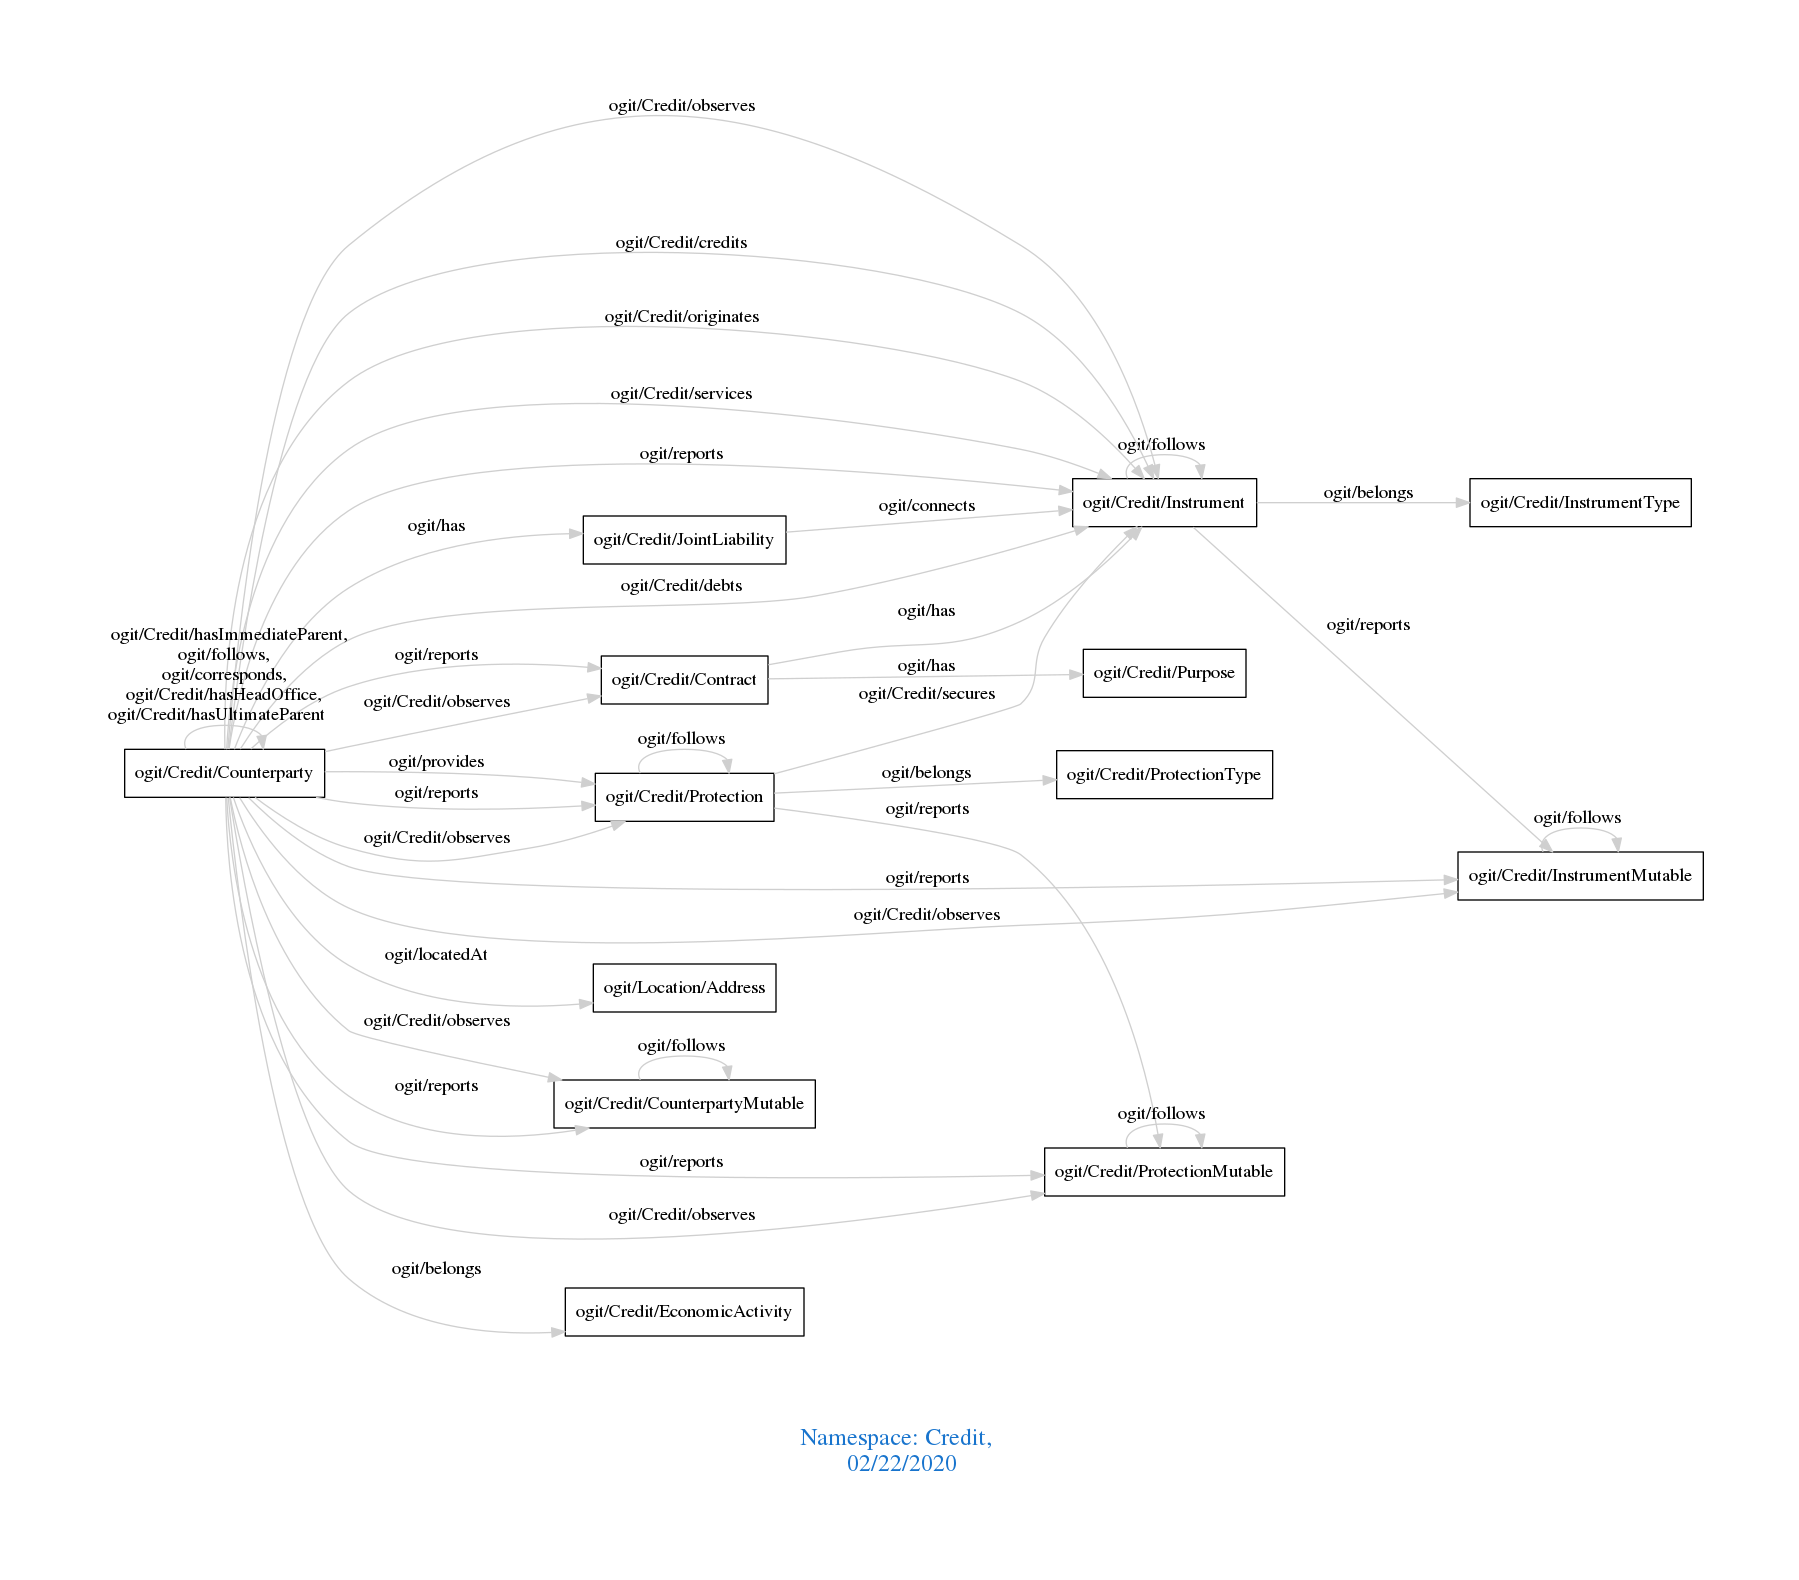 ogit/Credit/observes
ogit/Credit/credits
ogit/Credit/originates
ogit/Credit/services
ogit/follows
ogit/reports
ogit/Credit/Instrument
ogit/belongs
ogit/Credit/InstrumentType
ogit/connects
ogit/has
ogit/Credit/JointLiability
ogit/Credit/debts
ogit/has
ogit/reports
ogit/Credit/hasImmediateParent,
ogit/follows,
ogit/corresponds,
ogit/Credit/hasHeadOffice,
ogit/Credit/hasUltimateParent
ogit/reports
ogit/has
ogit/Credit/Purpose
ogit/Credit/Contract
ogit/Credit/secures
ogit/Credit/observes
ogit/follows
ogit/provides
ogit/Credit/Counterparty
ogit/belongs
ogit/Credit/ProtectionType
ogit/reports
ogit/Credit/Protection
ogit/reports
ogit/follows
ogit/Credit/observes
ogit/reports
ogit/Credit/InstrumentMutable
ogit/Credit/observes
ogit/locatedAt
ogit/Location/Address
ogit/Credit/observes
ogit/follows
ogit/reports
ogit/Credit/CounterpartyMutable
ogit/follows
ogit/reports
ogit/Credit/ProtectionMutable
ogit/Credit/observes
ogit/belongs
ogit/Credit/EconomicActivity
Namespace: Credit,
02/22/2020